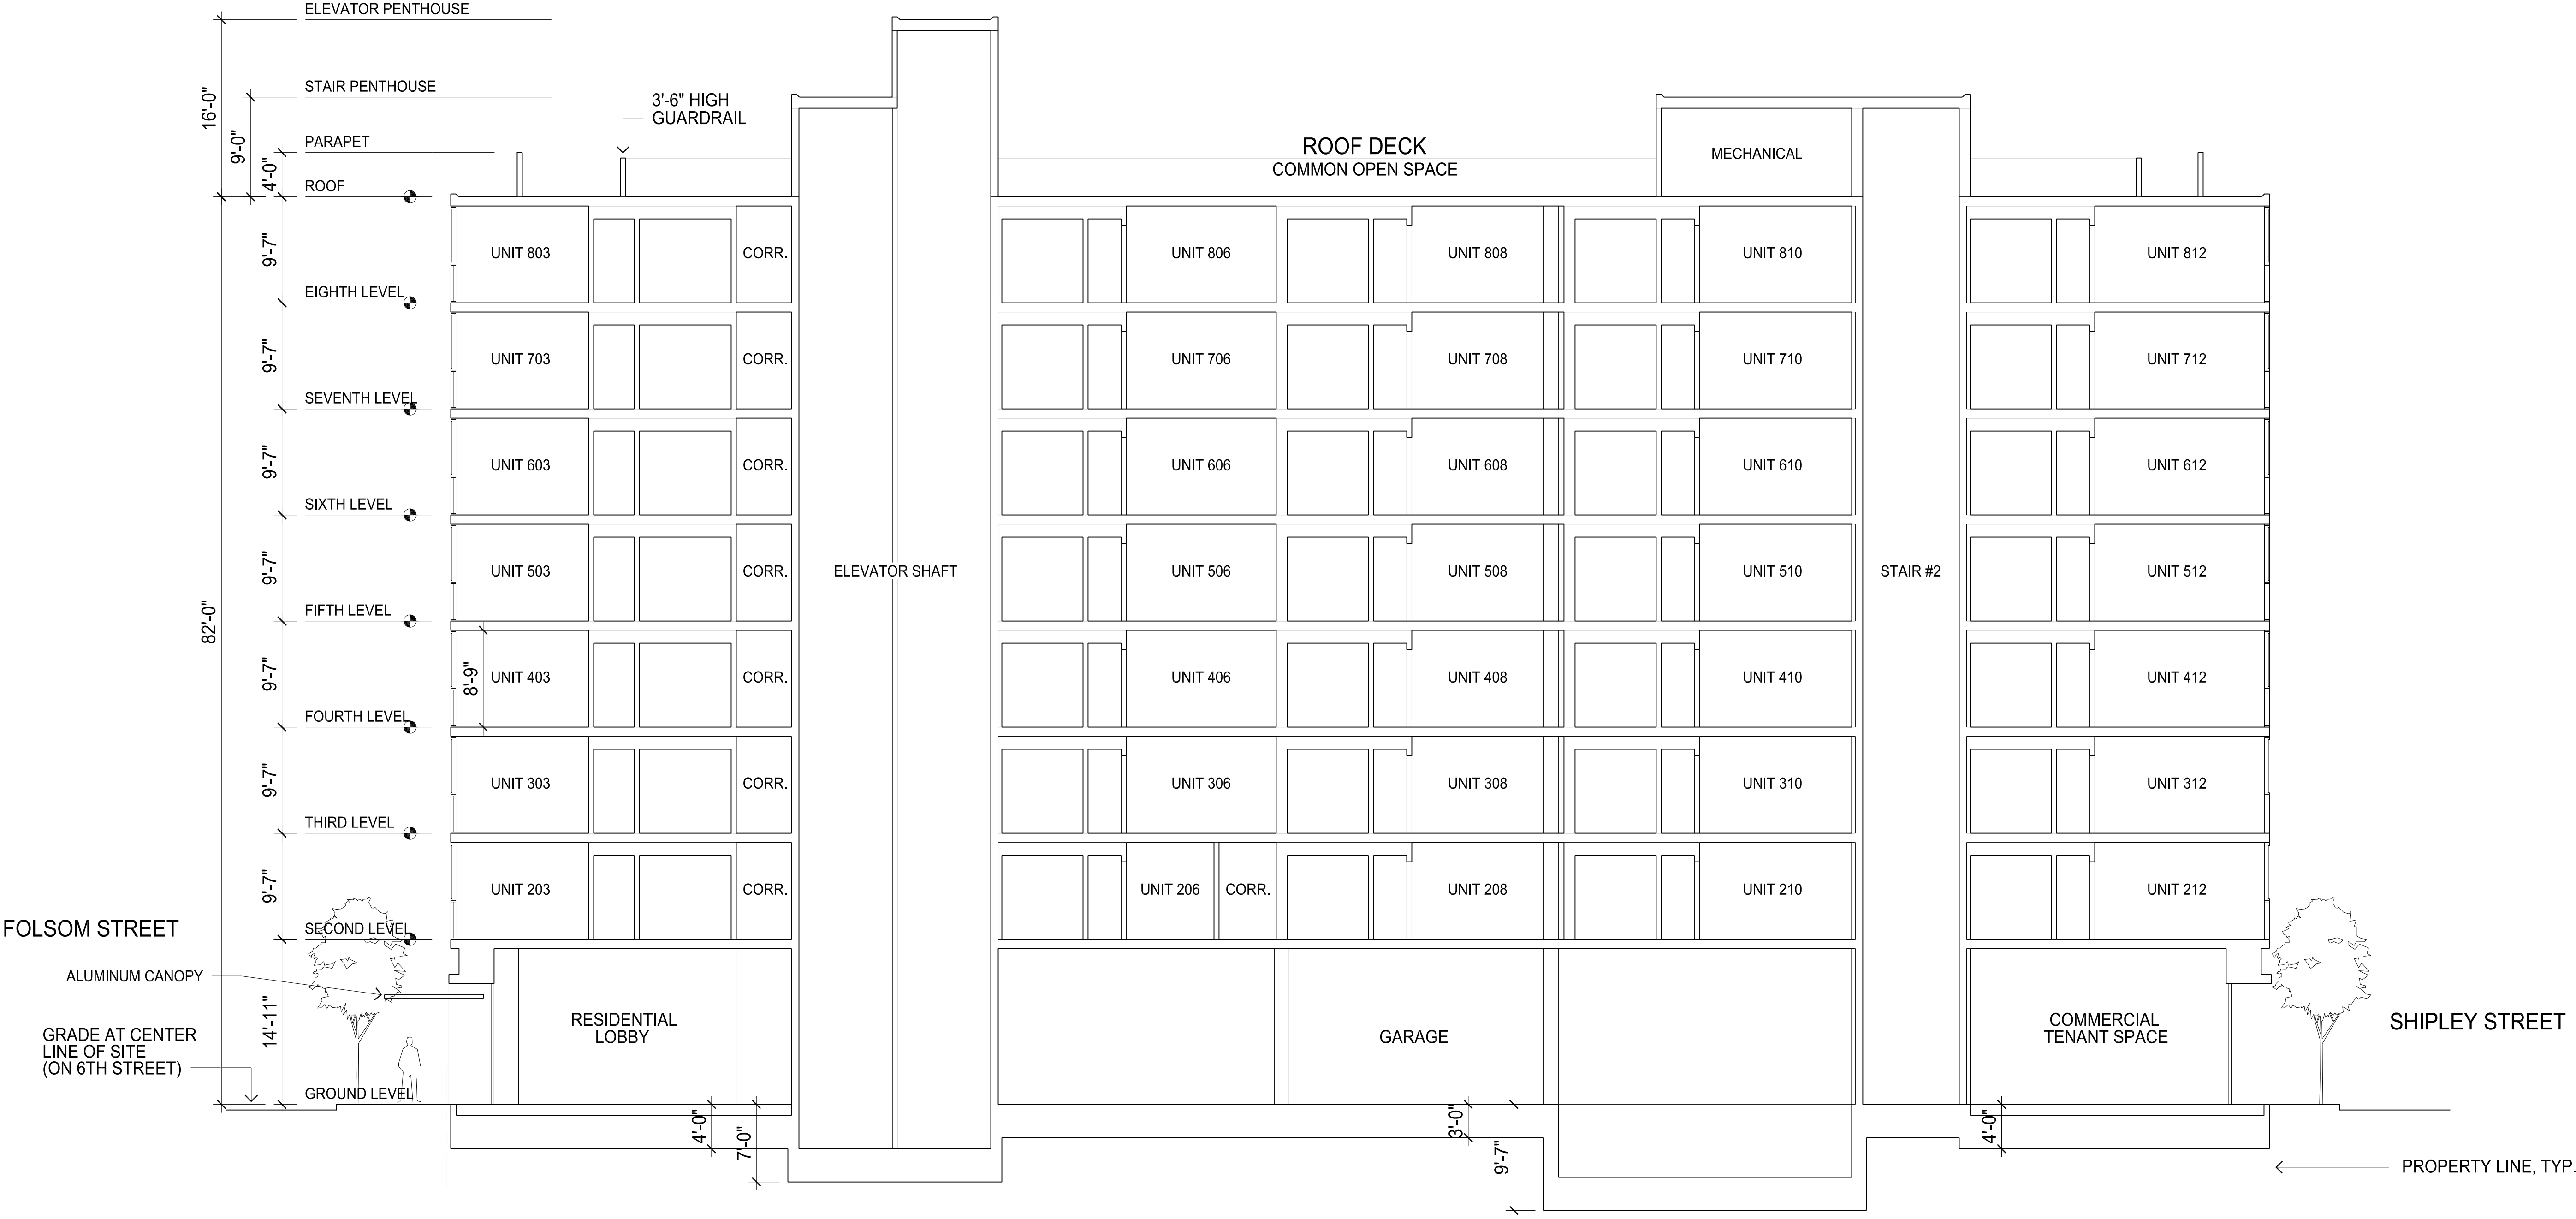 ELEVATOR PENTHOUSE
STAIR PENTHOUSE
16'-0"
9'-0"
3'-6" HIGH
GUARDRAIL
PARAPET
4'-0"
ROOF
ROOF DECK
COMMON OPEN SPACE
MECHANICAL
9'-7"
UNIT 803
CORR.
UNIT 806
UNIT 808
UNIT 810
UNIT 812
EIGHTH LEVEL
9'-7"
UNIT 703
CORR.
UNIT 706
UNIT 708
UNIT 710
UNIT 712
SEVENTH LEVEL
9'-7"
UNIT 603
CORR.
UNIT 606
UNIT 608
UNIT 610
UNIT 612
SIXTH LEVEL
9'-7"
UNIT 503
CORR.
ELEVATOR SHAFT
UNIT 506
UNIT 508
UNIT 510
STAIR #2
UNIT 512
FIFTH LEVEL
82'-0"
9'-7"
8'-9"
UNIT 403
CORR.
UNIT 406
UNIT 408
UNIT 410
UNIT 412
FOURTH LEVEL
9'-7"
UNIT 303
CORR.
UNIT 306
UNIT 308
UNIT 310
UNIT 312
THIRD LEVEL
9'-7"
UNIT 203
CORR.
UNIT 206
CORR.
UNIT 208
UNIT 210
UNIT 212
SECOND LEVEL
FOLSOM STREET
ALUMINUM CANOPY
14'-11"
GRADE AT CENTER
LINE OF SITE
(ON 6TH STREET)
RESIDENTIAL
LOBBY
GARAGE
COMMERCIAL
TENANT SPACE
SHIPLEY STREET
GROUND LEVEL
4'-0"
7'-0"
3'-0"
9'-7"
4'-0"
PROPERTY LINE, TYP.